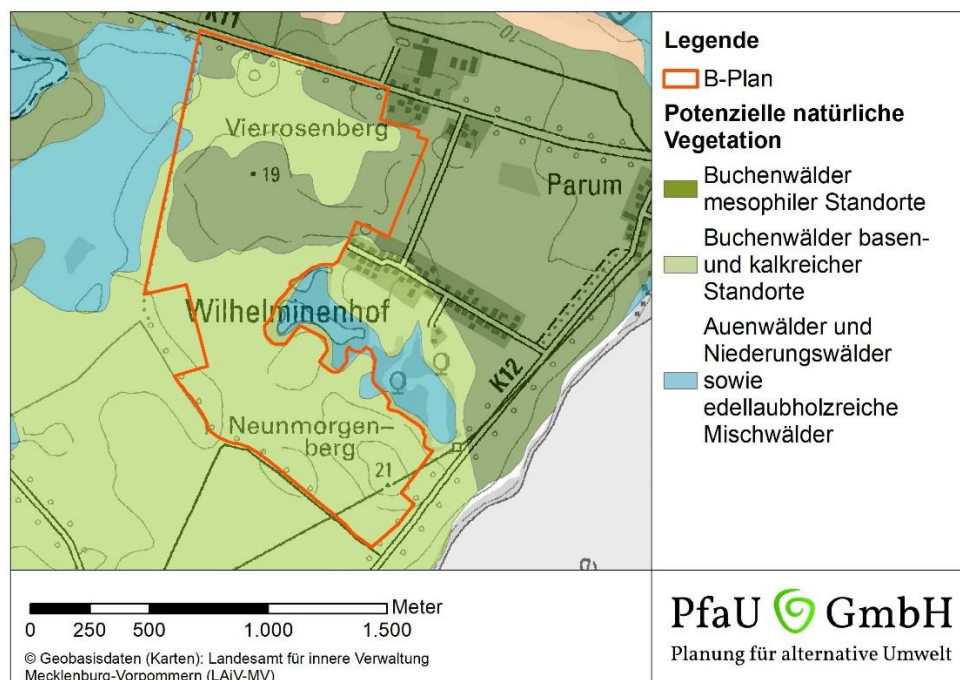 K11
10
Vierrosenberg
19
Parum
Wilhelminenhof
K12
Neunmorgen-
berg
21
Legende
B-Plan
Potenzielle natürliche
Vegetation
Buchenwälder
mesophiler Standorte
Buchenwälder basen-
und kalkreicher
Standorte
Auenwälder und
Niederungswälder
sowie
edellaubholzreiche
Mischwälder
Meter
0 250 500 1.000 1.500
© Geobasisdaten (Karten): Landesamt für innere Verwaltung
Mecklenburg-Vorpommern (LAiV-MV)
PfaU GmbH
Planung für alternative Umwelt